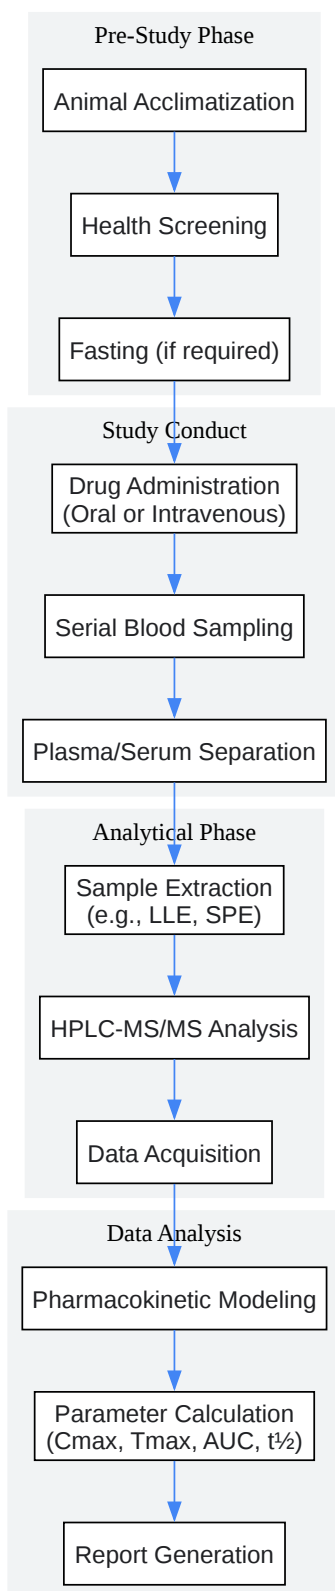 Pre-Study Phase
Animal Acclimatization
Health Screening
Fasting (if required)
Study Conduct
Drug Administration
(Oral or Intravenous)
Serial Blood Sampling
Plasma/Serum Separation
Analytical Phase
Sample Extraction
(e.g., LLE, SPE)
HPLC-MS/MS Analysis
Data Acquisition
Data Analysis
Pharmacokinetic Modeling
Parameter Calculation
(Cmax, Tmax, AUC, t½)
Report Generation